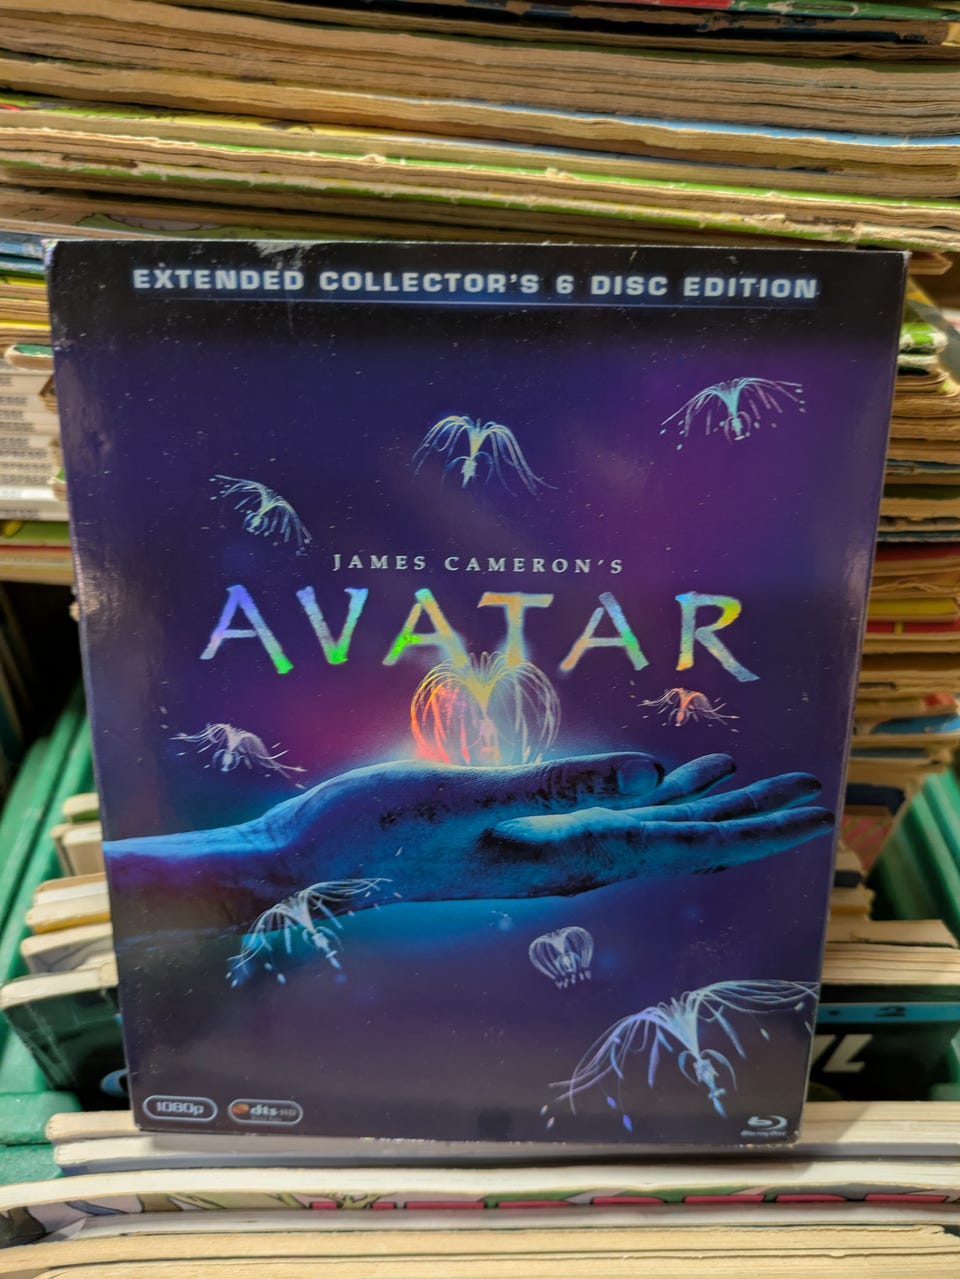 EXTENDED COLLECTOR'S 6 DISC EDITION
JAMES CAMERON'S
AVATAR
1080p
dts-HD
Blu-ray Disc